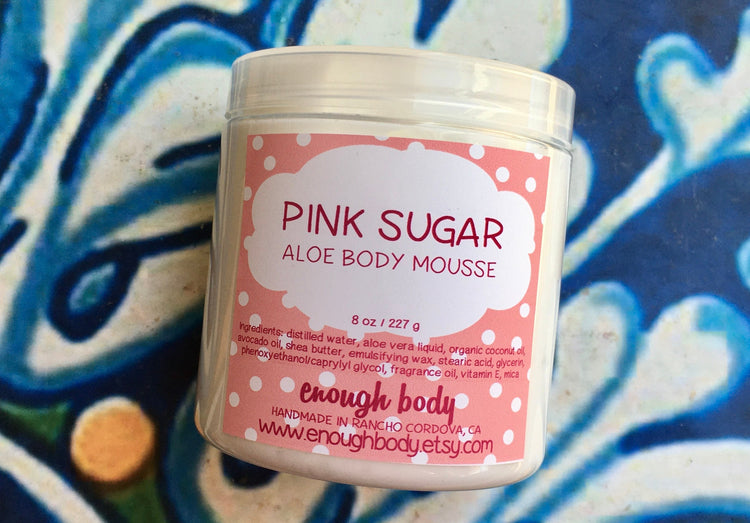 PINK SUGAR
ALOE BODY MOUSSE
8 oz / 227 g
ingredients: distilled water, aloe vera liquid, organic coconut oil,
avocado oil, shea butter, emulsifying wax, stearic acid, glycerin,
phenoxyethanol/caprylyl glycol, fragrance oil, vitamin E, mica
enough body
HANDMADE IN RANCHO CORDOVA, CA
www.enoughbody.etsy.com